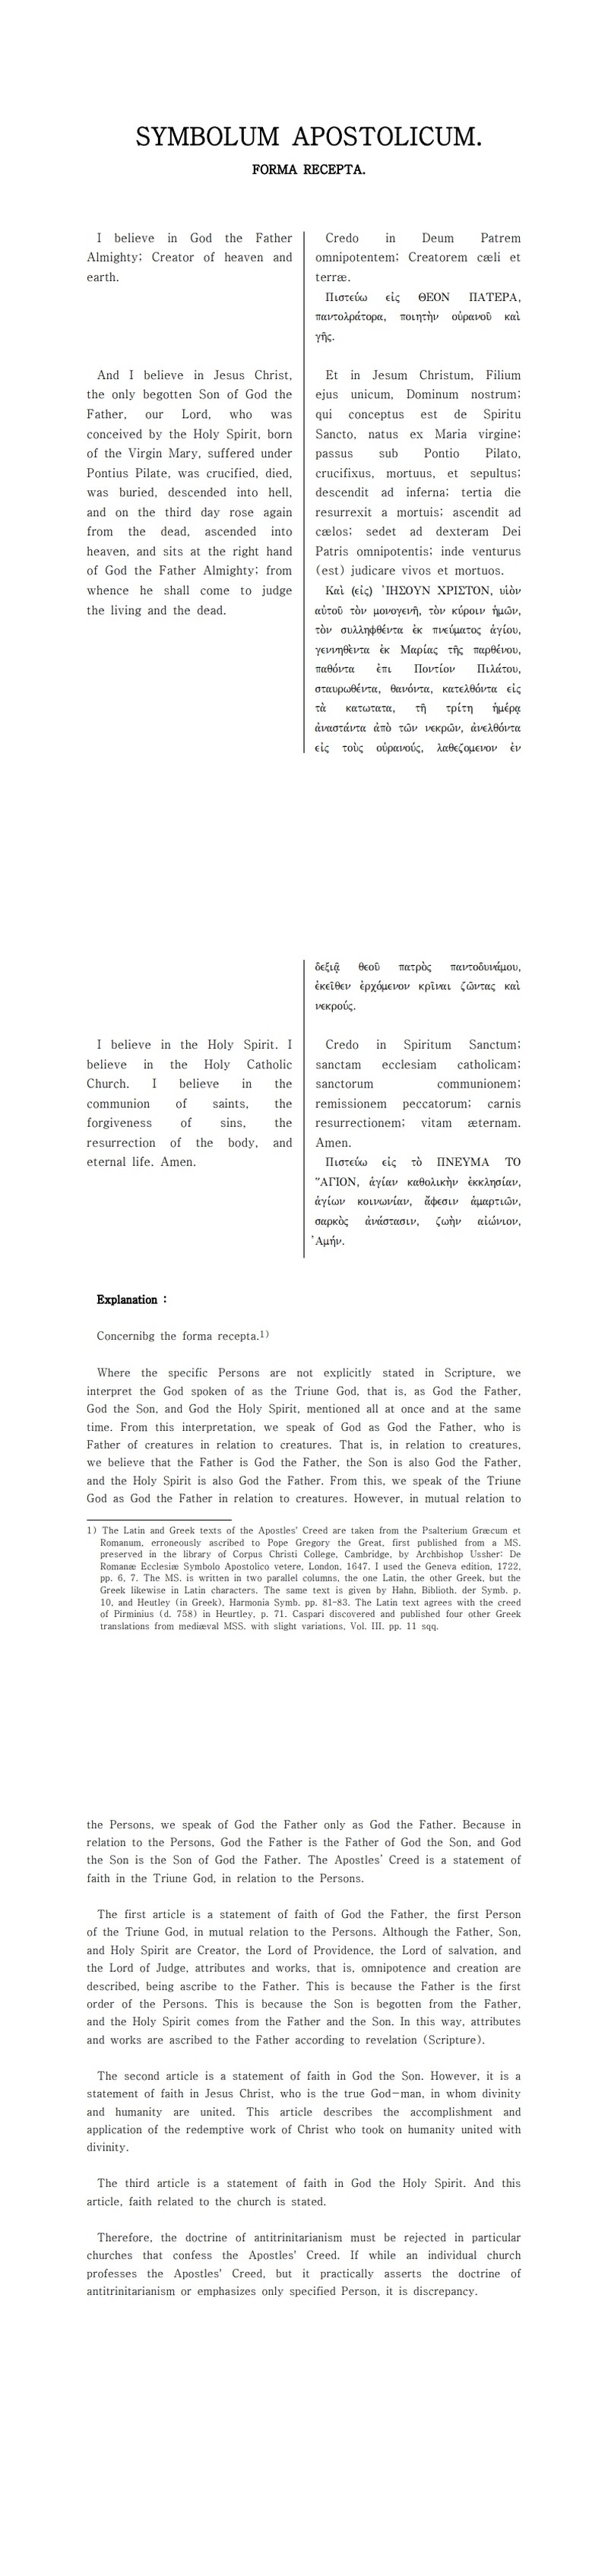 SYMBOLUM APOSTOLICUM.
FORMA RECEPTA.
I believe in God the Father
Almighty; Creator of heaven and
earth.
Credo in Deum Patrem
omnipotentem; Creatorem cæli et
terræ.
Πιστεύω εἰς ΘΕΟΝ ΠΑΤΕΡΑ,
παντολράτορα, ποιητὴν οὐρανοῦ καὶ
γῆς.
And I believe in Jesus Christ,
the only begotten Son of God the
Father, our Lord, who was
conceived by the Holy Spirit, born
of the Virgin Mary, suffered under
Pontius Pilate, was crucified, died,
was buried, descended into hell,
and on the third day rose again
from the dead, ascended into
heaven, and sits at the right hand
of God the Father Almighty; from
whence he shall come to judge
the living and the dead.
Et in Jesum Christum, Filium
ejus unicum, Dominum nostrum;
qui conceptus est de Spiritu
Sancto, natus ex Maria virgine;
passus sub Pontio Pilato,
crucifixus, mortuus, et sepultus;
descendit ad inferna; tertia die
resurrexit a mortuis; ascendit ad
cælos; sedet ad dexteram Dei
Patris omnipotentis; inde venturus
(est) judicare vivos et mortuos.
Καὶ (εἰς) ᾿ΙΗΣΟΥΝ ΧΡΙΣΤΟΝ, υἱὸν
αὐτοῦ τὸν μονογενῆ, τὸν κύροιν ἡμῶν,
τὸν συλληφθέντα ἐκ πνεύματος ἁγίου,
γεννηθὲντα ἐκ Μαρίας τῆς παρθένου,
παθόντα ἐπι Ποντίον Πιλάτου,
σταυρωθέντα, θανόντα, κατελθόντα εἰς
τὰ κατωτατα, τῇ τρίτη ἡμέρᾳ
ἀναστάντα ἀπὸ τῶν νεκρῶν, ἀνελθόντα
εἰς τοὺς οὐρανούς, λαθεζομενον ἐν
δεξιᾷ θεοῦ πατρὸς παντοδυνάμου,
ἐκεῖθεν ἐρχόμενον κρῖναι ζῶντας καὶ
νεκρούς.
I believe in the Holy Spirit. I
believe in the Holy Catholic
Church. I believe in the
communion of saints, the
forgiveness of sins, the
resurrection of the body, and
eternal life. Amen.
Credo in Spiritum Sanctum;
sanctam ecclesiam catholicam;
sanctorum communionem;
remissionem peccatorum; carnis
resurrectionem; vitam æternam.
Amen.
Πιστεύω εἰς τὸ ΠΝΕΥΜΑ ΤΟ
῞ΑΓΙΟΝ, ἁγίαν καθολικὴν ἐκκλησίαν,
ἁγίων κοινωνίαν, ἄφεσιν ἁμαρτιῶν,
σαρκὸς ἀνάστασιν, ζωὴν αἰώνιον,
᾿Αμήν.
Explanation :
Concernibg the forma recepta.1)
Where the specific Persons are not explicitly stated in Scripture, we
interpret the God spoken of as the Triune God, that is, as God the Father,
God the Son, and God the Holy Spirit, mentioned all at once and at the same
time. From this interpretation, we speak of God as God the Father, who is
Father of creatures in relation to creatures. That is, in relation to creatures,
we believe that the Father is God the Father, the Son is also God the Father,
and the Holy Spirit is also God the Father. From this, we speak of the Triune
God as God the Father in relation to creatures. However, in mutual relation to
1) The Latin and Greek texts of the Apostles' Creed are taken from the Psalterium Græcum et
Romanum, erroneously ascribed to Pope Gregory the Great, first published from a MS.
preserved in the library of Corpus Christi College, Cambridge, by Archbishop Ussher: De
Romanæ Ecclesiæ Symbolo Apostolico vetere, London, 1647. I used the Geneva edition, 1722,
pp. 6, 7. The MS. is written in two parallel columns, the one Latin, the other Greek, but the
Greek likewise in Latin characters. The same text is given by Hahn, Biblioth. der Symb. p.
10, and Heutley (in Greek), Harmonia Symb. pp. 81-83. The Latin text agrees with the creed
of Pirminius (d. 758) in Heurtley, p. 71. Caspari discovered and published four other Greek
translations from mediæval MSS. with slight variations, Vol. III. pp. 11 sqq.
the Persons, we speak of God the Father only as God the Father. Because in
relation to the Persons, God the Father is the Father of God the Son, and God
the Son is the Son of God the Father. The Apostles' Creed is a statement of
faith in the Triune God, in relation to the Persons.
The first article is a statement of faith of God the Father, the first Person
of the Triune God, in mutual relation to the Persons. Although the Father, Son,
and Holy Spirit are Creator, the Lord of Providence, the Lord of salvation, and
the Lord of Judge, attributes and works, that is, omnipotence and creation are
described, being ascribe to the Father. This is because the Father is the first
order of the Persons. This is because the Son is begotten from the Father,
and the Holy Spirit comes from the Father and the Son. In this way, attributes
and works are ascribed to the Father according to revelation (Scripture).
The second article is a statement of faith in God the Son. However, it is a
statement of faith in Jesus Christ, who is the true God-man, in whom divinity
and humanity are united. This article describes the accomplishment and
application of the redemptive work of Christ who took on humanity united with
divinity.
The third article is a statement of faith in God the Holy Spirit. And this
article, faith related to the church is stated.
Therefore, the doctrine of antitrinitarianism must be rejected in particular
churches that confess the Apostles' Creed. If while an individual church
professes the Apostles' Creed, but it practically asserts the doctrine of
antitrinitarianism or emphasizes only specified Person, it is discrepancy.